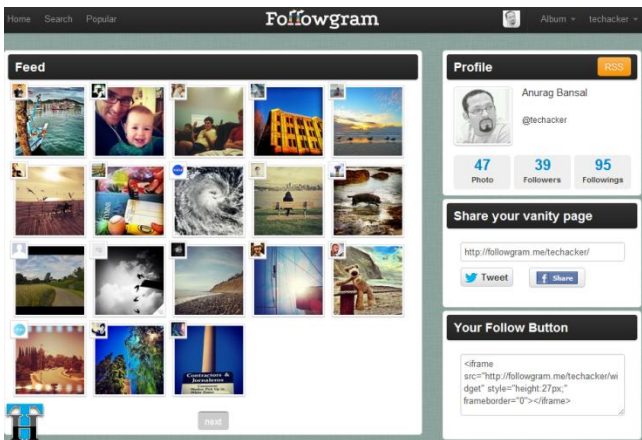 Home Search Popular
Followgram
Album techacker
Feed
Profile
RSS
Anurag Bansal
@techacker
47
Photo
39
Followers
95
Followings
Share your vanity page
http://followgram.me/techacker/
Tweet
Share
Your Follow Button
<iframe
src="http://followgram.me/techacker/wi
dget" style="height:27px;"
frameborder="0"></iframe>
Contractors &
Jornaleros
next